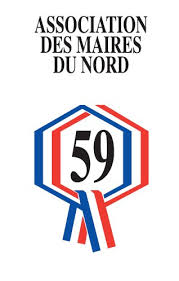 ASSOCIATION
DES MAIRES
DU NORD
59